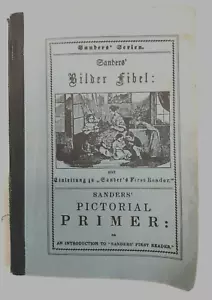 Sanders' Series.
Sanders'
Bilder Fibel:
oder
Einleitung zu „Sander's First Reader."
SANDERS'
PICTORIAL
PRIMER:
OR
AN INTRODUCTION TO "SANDERS' FIRST READER."